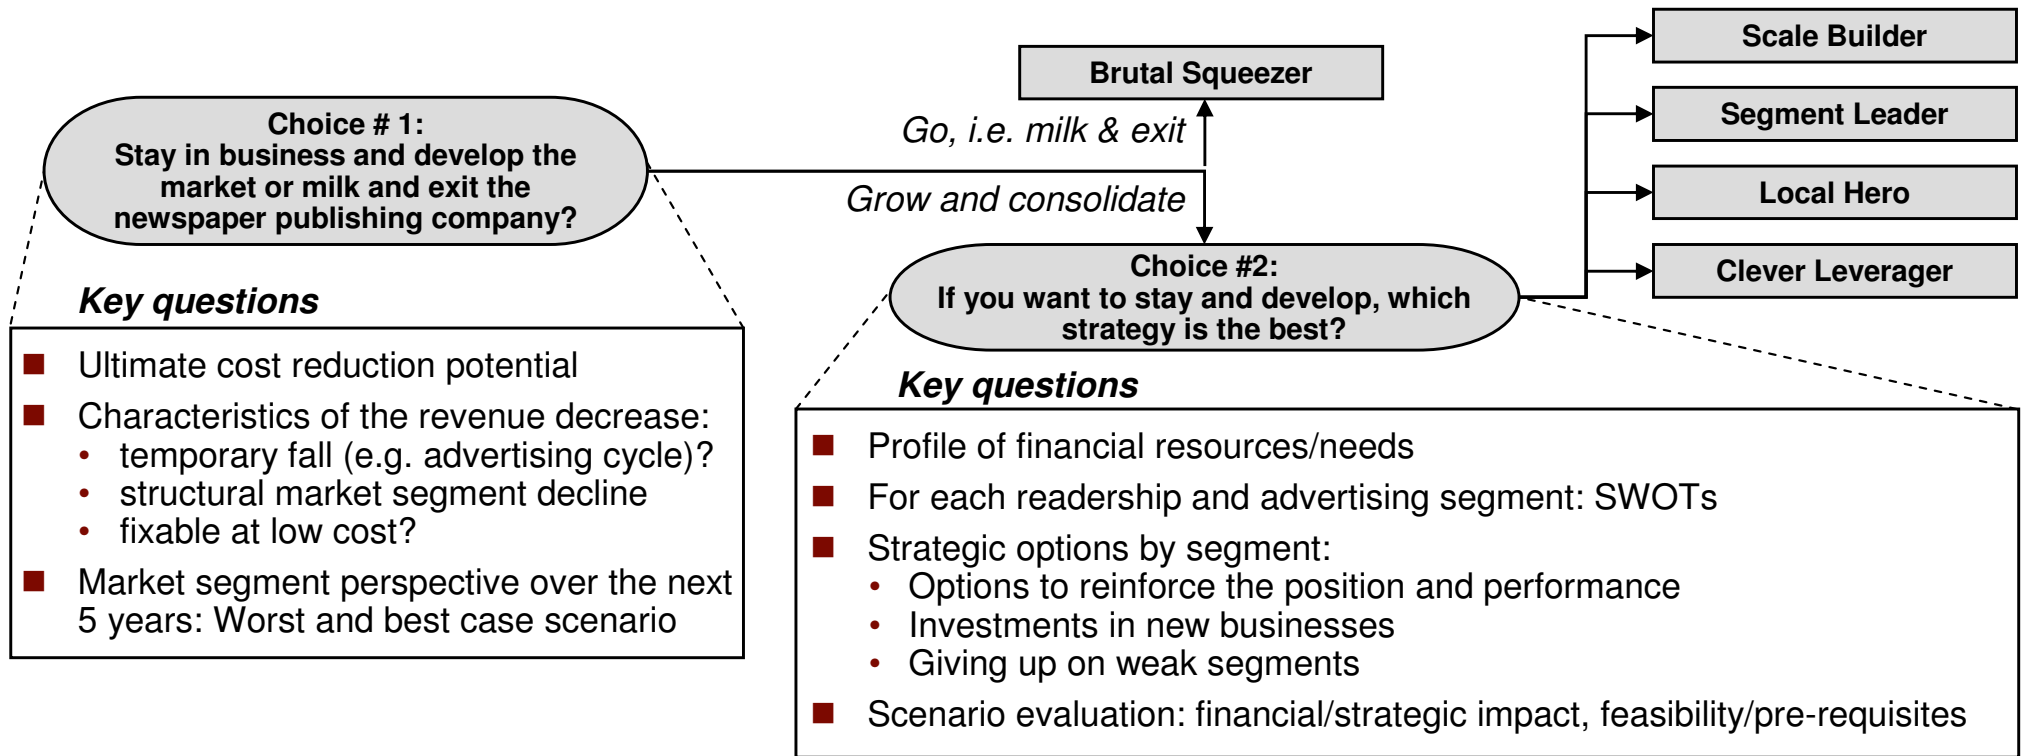 Choice # 1:
Stay in business and develop the
market or milk and exit the
newspaper publishing company?
Key questions
Ultimate cost reduction potential
Characteristics of the revenue decrease:
• temporary fall (e.g. advertising cycle)?
• structural market segment decline
• fixable at low cost?
Market segment perspective over the next
5 years: Worst and best case scenario
Brutal Squeezer
Go, i.e. milk & exit
Grow and consolidate
Choice #2:
If you want to stay and develop, which
strategy is the best?
Scale Builder
Segment Leader
Local Hero
Clever Leverager
Key questions
Profile of financial resources/needs
For each readership and advertising segment: SWOTs
Strategic options by segment:
• Options to reinforce the position and performance
• Investments in new businesses
• Giving up on weak segments
Scenario evaluation: financial/strategic impact, feasibility/pre-requisites